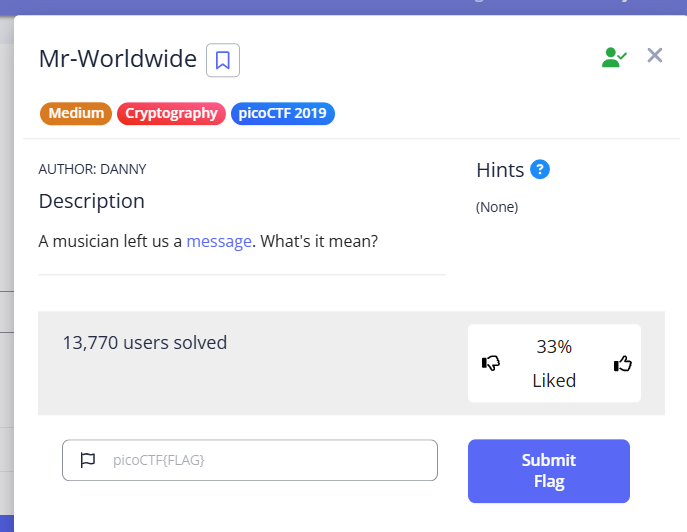 Mr-Worldwide
Medium Cryptography picoCTF 2019
AUTHOR: DANNY
Description
A musician left us a message. What's it mean?
Hints ?
(None)
13,770 users solved
33%
Liked
picoCTF{FLAG}
Submit
Flag